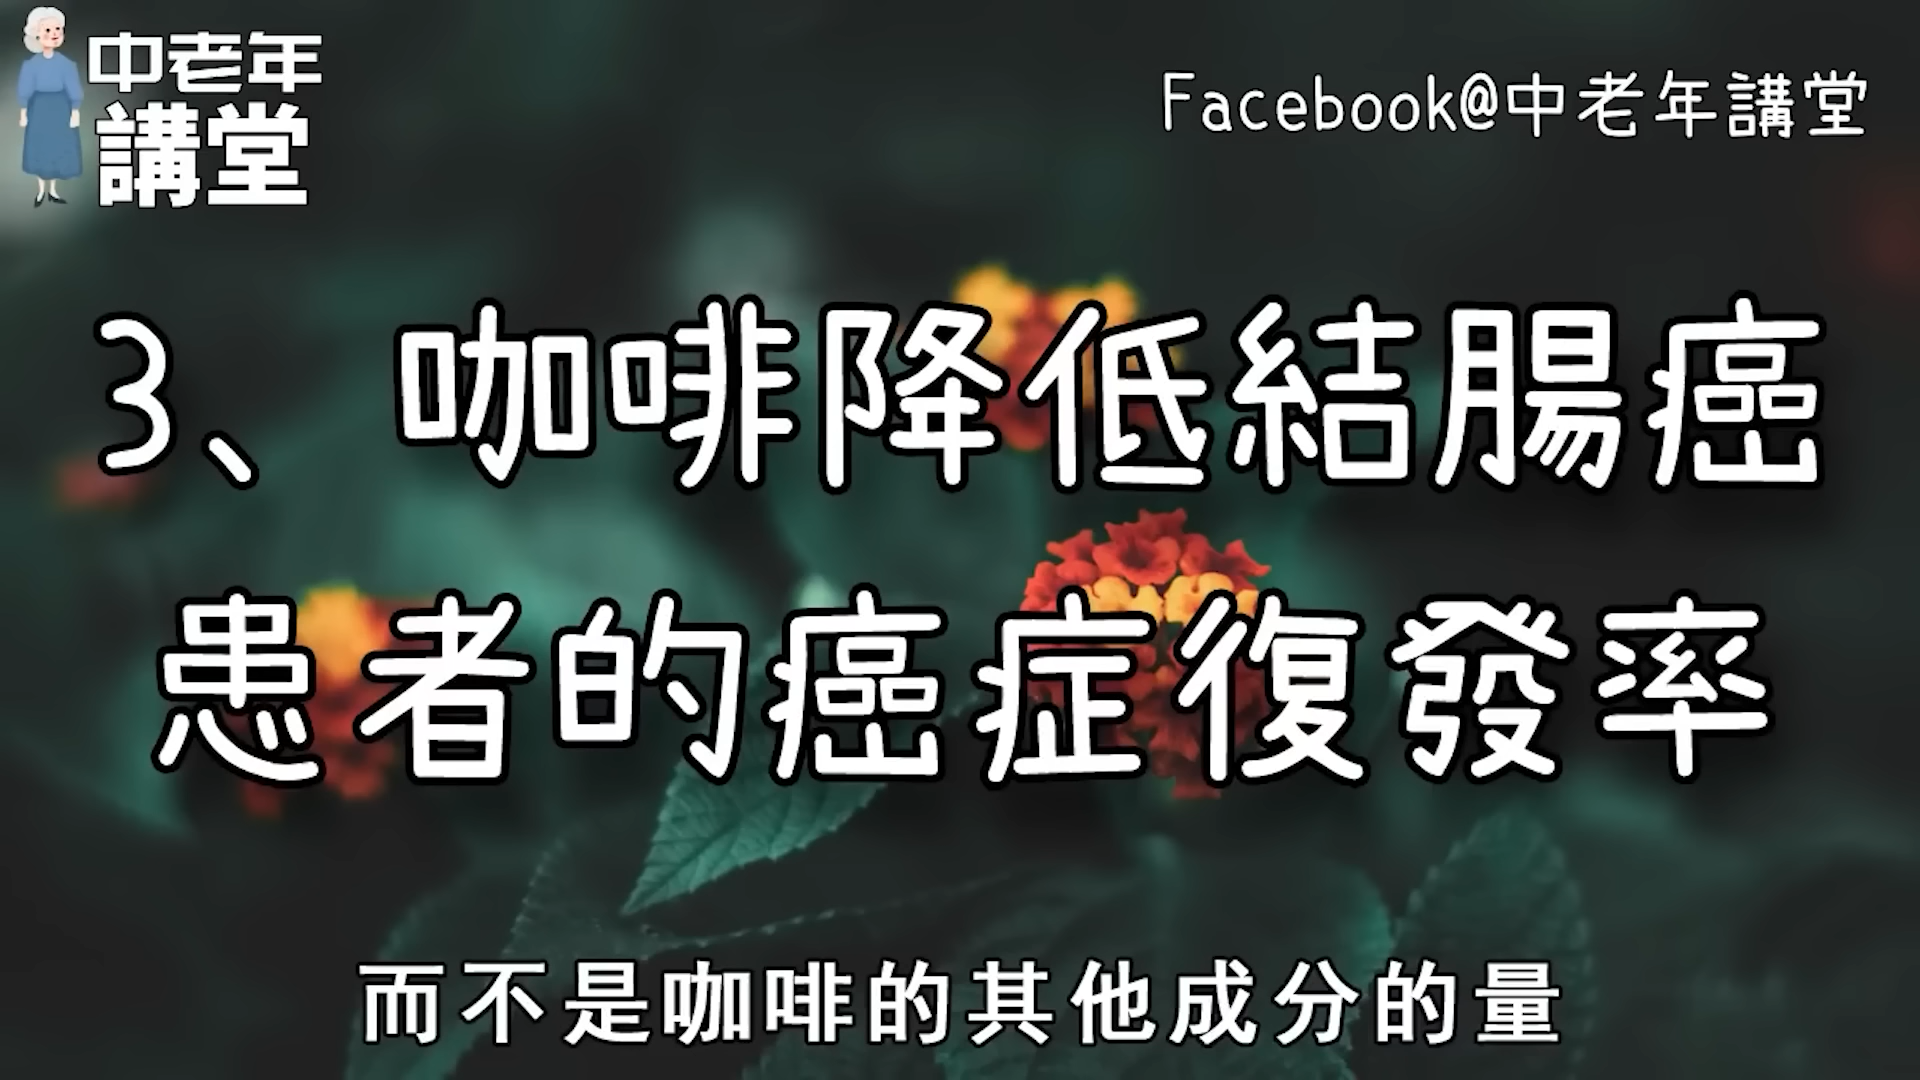 中老年
講堂
Facebook@中老年講堂
3、咖啡降低結腸癌
患者的癌症復發率
而不是咖啡的其他成分的量